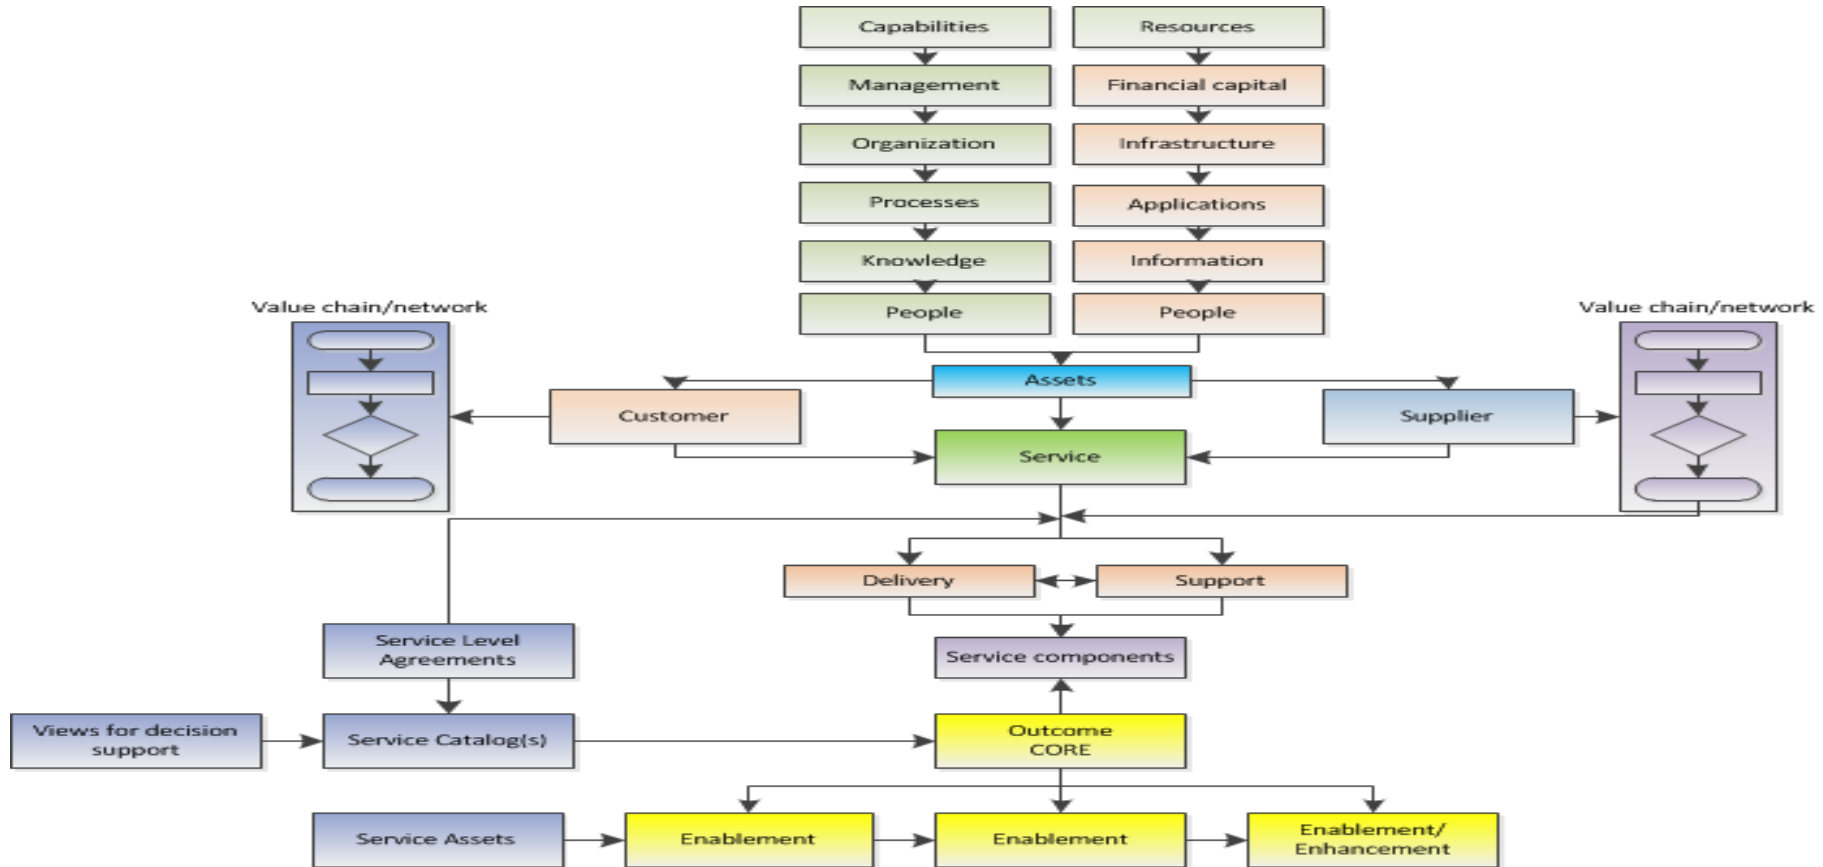 Capabilities
Resources
Management
Financial capital
Organization
Infrastructure
Processes
Applications
Knowledge
Information
People
People
Value chain/network
Value chain/network
Assets
Customer
Supplier
Service
Delivery
Support
Service Level
Agreements
Service components
Views for decision
support
Service Catalog(s)
Outcome
CORE
Service Assets
Enablement
Enablement
Enablement/
Enhancement